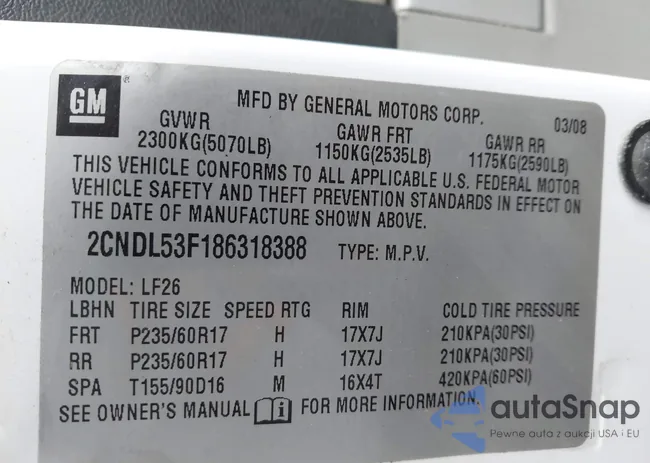 GM
MFD BY GENERAL MOTORS CORP. 03/08
GVWR GAWR FRT GAWR RR
2300KG(5070LB) 1150KG(2535LB) 1175KG(2590LB)
THIS VEHICLE CONFORMS TO ALL APPLICABLE U.S. FEDERAL MOTOR
VEHICLE SAFETY AND THEFT PREVENTION STANDARDS IN EFFECT ON
THE DATE OF MANUFACTURE SHOWN ABOVE.
2CNDL53F186318388 TYPE: M.P.V.
MODEL: LF26
LBHN TIRE SIZE SPEED RTG RIM COLD TIRE PRESSURE
FRT P235/60R17 H 17X7J 210KPA(30PSI)
RR P235/60R17 H 17X7J 210KPA(30PSI)
SPA T155/90D16 M 16X4T 420KPA(60PSI)
SEE OWNER'S MANUAL i FOR MORE INFORMATION.
autaSnap
Pewne auta z aukcji USA i EU